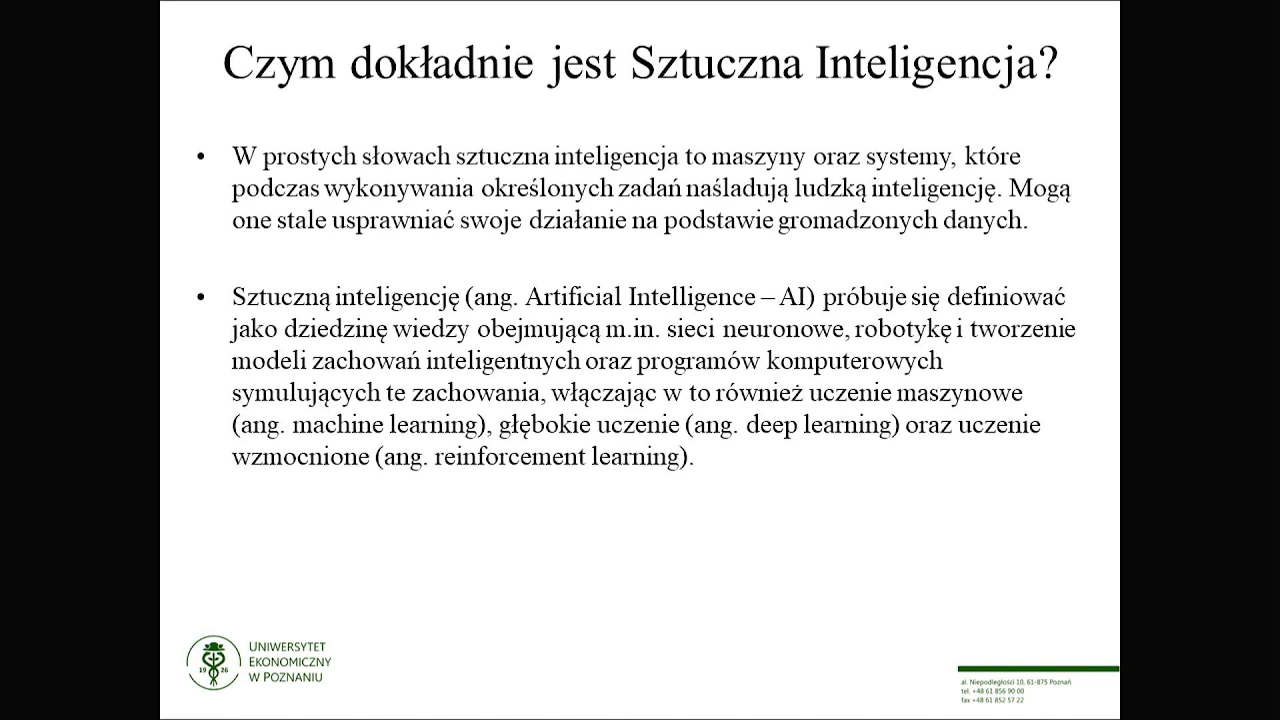 Czym dokładnie jest Sztuczna Inteligencja?
• W prostych słowach sztuczna inteligencja to maszyny oraz systemy, które
podczas wykonywania określonych zadań naśladują ludzką inteligencję. Mogą
one stale usprawniać swoje działanie na podstawie gromadzonych danych.
• Sztuczną inteligencję (ang. Artificial Intelligence – AI) próbuje się definiować
jako dziedzinę wiedzy obejmującą m.in. sieci neuronowe, robotykę i tworzenie
modeli zachowań inteligentnych oraz programów komputerowych
symulujących te zachowania, włączając w to również uczenie maszynowe
(ang. machine learning), głębokie uczenie (ang. deep learning) oraz uczenie
wzmocnione (ang. reinforcement learning).
19 26
UNIWERSYTET
EKONOMICZNY
W POZNANIU
al. Niepodległości 10, 61-875 Poznań
tel. +48 61 856 90 00
fax +48 61 852 57 22